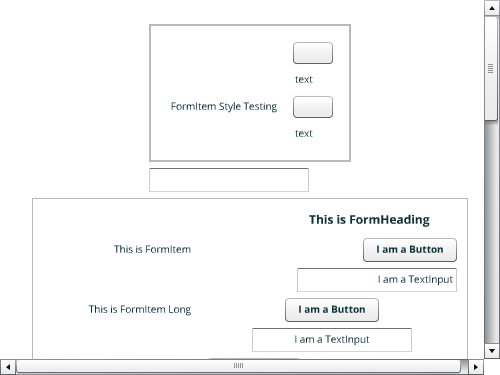 text
FormItem Style Testing
text
This is FormHeading
This is FormItem
I am a Button
I am a TextInput
This is FormItem Long
I am a Button
I am a TextInput